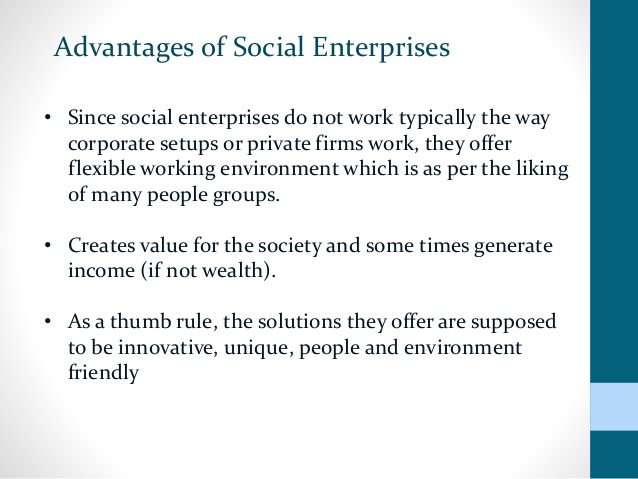 Advantages of Social Enterprises
• Since social enterprises do not work typically the way
corporate setups or private firms work, they offer
flexible working environment which is as per the liking
of many people groups.
• Creates value for the society and some times generate
income (if not wealth).
• As a thumb rule, the solutions they offer are supposed
to be innovative, unique, people and environment
friendly